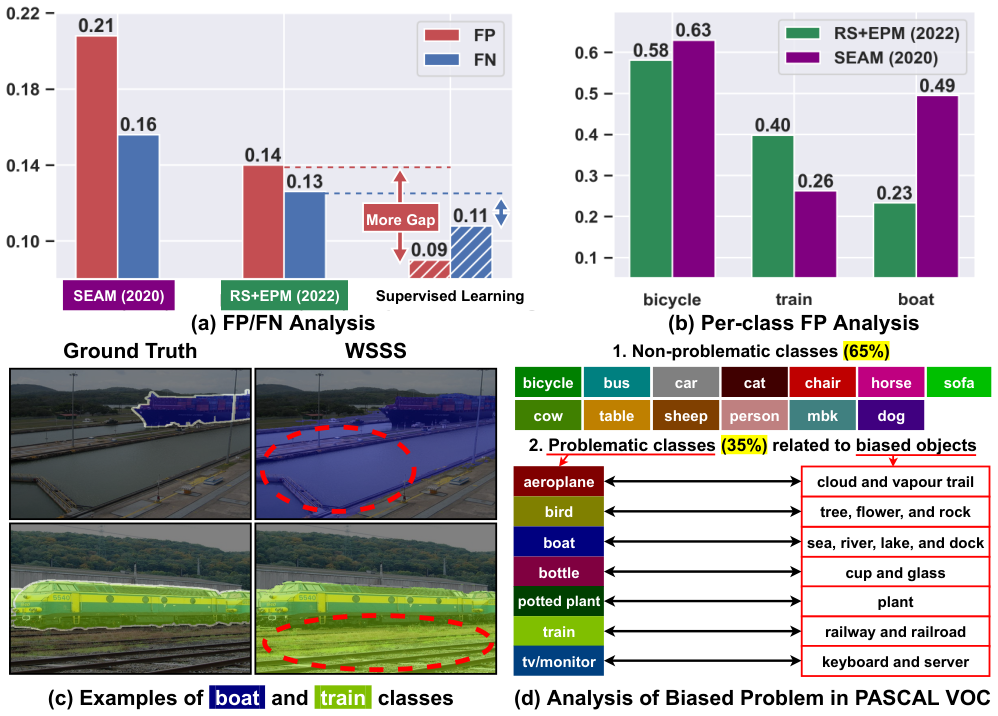 0.22
0.18
0.14
0.10
0.21
0.16
0.14
0.13
0.09
0.11
FP
FN
More Gap
SEAM (2020)
RS+EPM (2022)
Supervised Learning
(a) FP/FN Analysis
0.6
0.5
0.4
0.3
0.2
0.1
0.58
0.63
0.40
0.26
0.23
0.49
RS+EPM (2022)
SEAM (2020)
bicycle train boat
(b) Per-class FP Analysis
Ground Truth WSSS
5540
5540
(c) Examples of boat and train classes
1. Non-problematic classes (65%)
bicycle bus car cat chair horse sofa
cow table sheep person mbk dog
2. Problematic classes (35%) related to biased objects
aeroplane cloud and vapour trail
bird tree, flower, and rock
boat sea, river, lake, and dock
bottle cup and glass
potted plant plant
train railway and railroad
tv/monitor keyboard and server
(d) Analysis of Biased Problem in PASCAL VOC